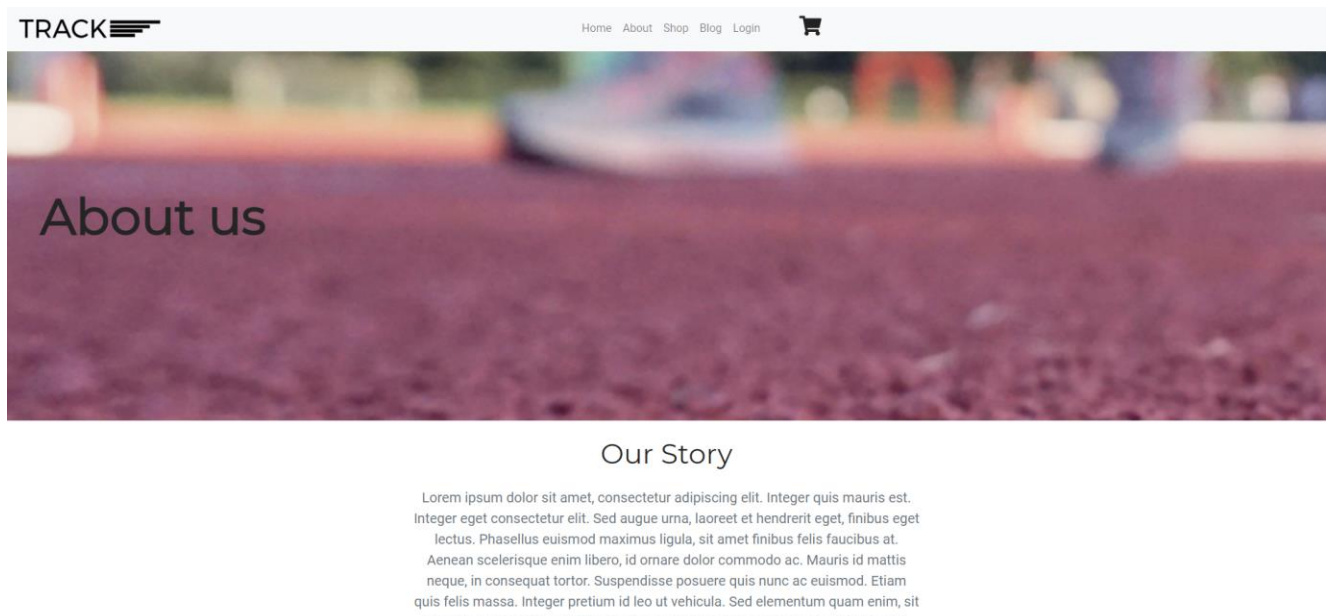 TRACK
Home About Shop Blog Login
About us
Our Story
Lorem ipsum dolor sit amet, consectetur adipiscing elit. Integer quis mauris est.
Integer eget consectetur elit. Sed augue urna, laoreet et hendrerit eget, finibus eget
lectus. Phasellus euismod maximus ligula, sit amet finibus felis faucibus at.
Aenean scelerisque enim libero, id ornare dolor commodo ac. Mauris id mattis
neque, in consequat tortor. Suspendisse posuere quis nunc ac euismod. Etiam
quis felis massa. Integer pretium id leo ut vehicula. Sed elementum quam enim, sit